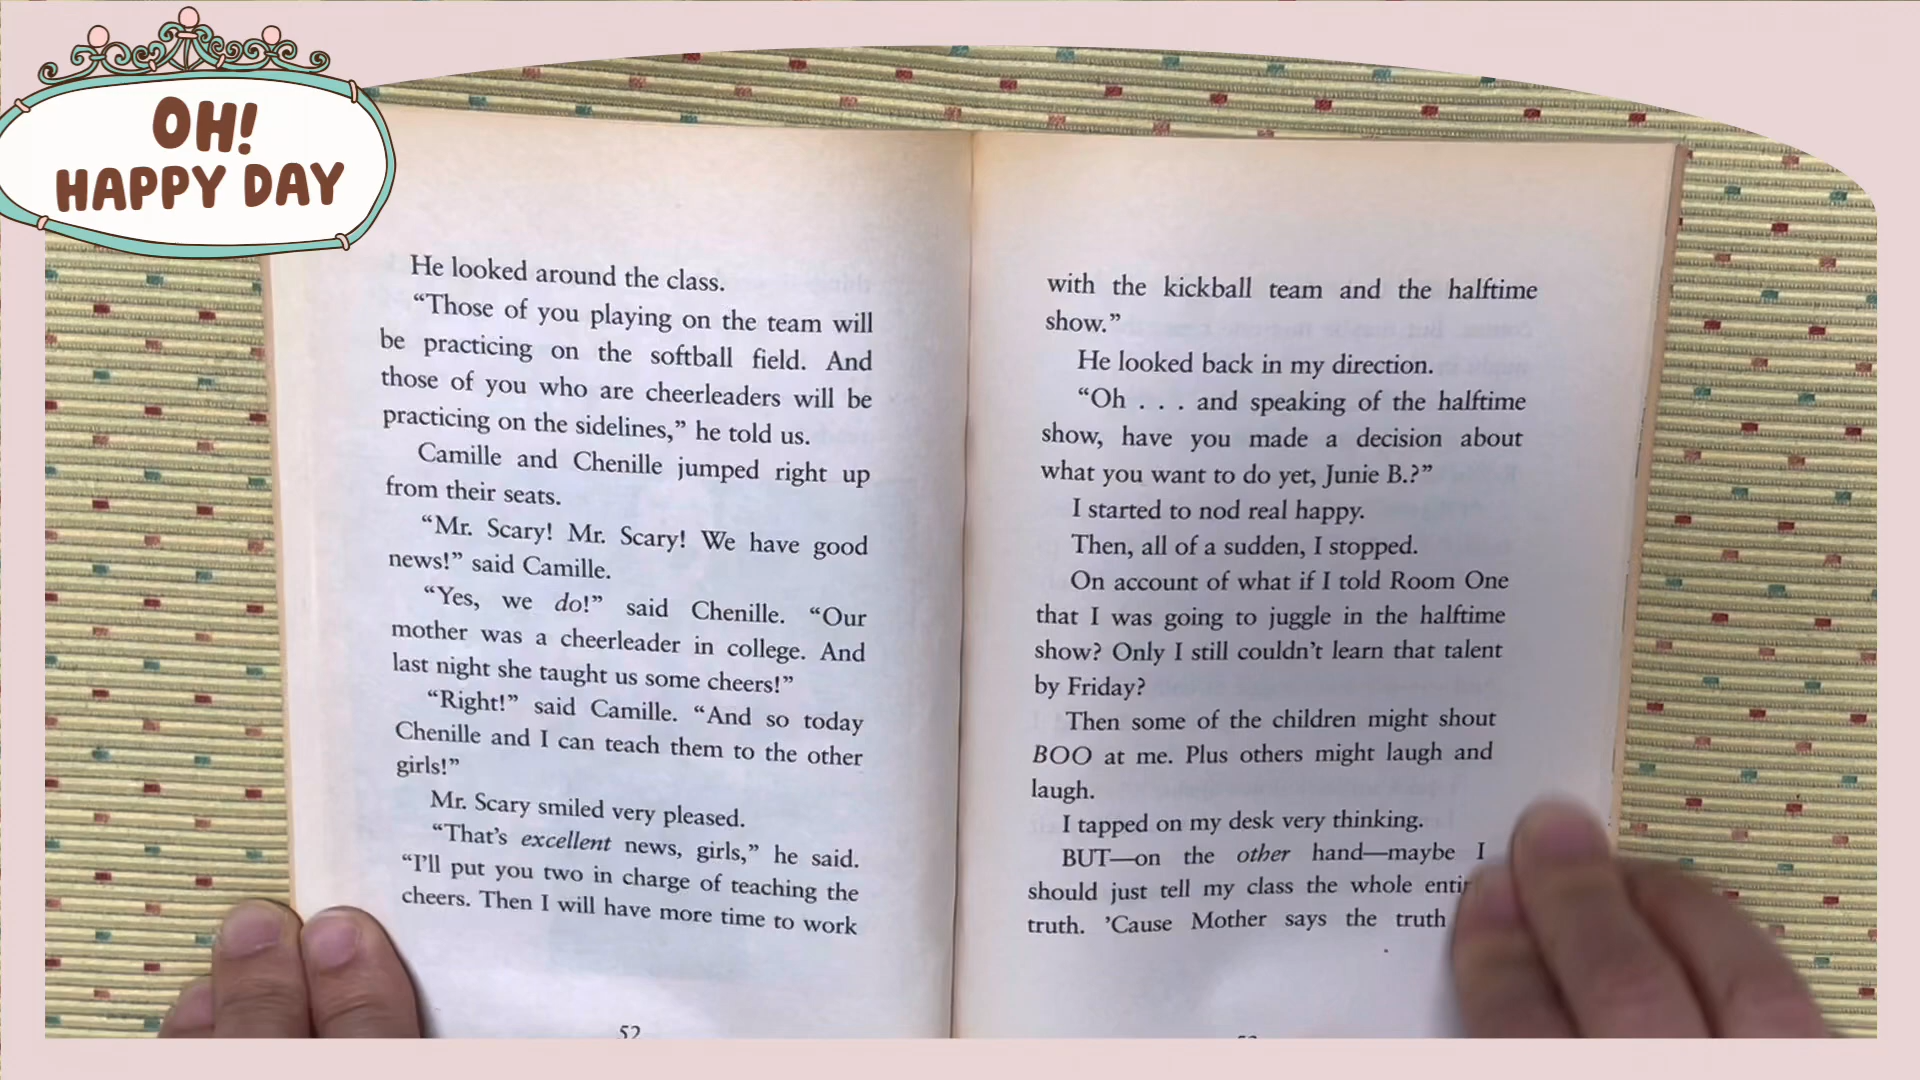 OH!
HAPPY DAY
He looked around the class.
“Those of you playing on the team will
be practicing on the softball field. And
those of you who are cheerleaders will be
practicing on the sidelines,” he told us.
Camille and Chenille jumped right up
from their seats.
“Mr. Scary! Mr. Scary! We have good
news!” said Camille.
“Yes, we do!” said Chenille. “Our
mother was a cheerleader in college. And
last night she taught us some cheers!”
“Right!” said Camille. “And so today
Chenille and I can teach them to the other
girls!”
Mr. Scary smiled very pleased.
“That’s excellent news, girls,” he said.
“I’ll put you two in charge of teaching the
cheers. Then I will have more time to work
52
with the kickball team and the halftime
show.”
He looked back in my direction.
“Oh . . . and speaking of the halftime
show, have you made a decision about
what you want to do yet, Junie B.?”
I started to nod real happy.
Then, all of a sudden, I stopped.
On account of what if I told Room One
that I was going to juggle in the halftime
show? Only I still couldn’t learn that talent
by Friday?
Then some of the children might shout
BOO at me. Plus others might laugh and
laugh.
I tapped on my desk very thinking.
BUT—on the other hand—maybe I
should just tell my class the whole
truth. ’Cause Mother says the truth